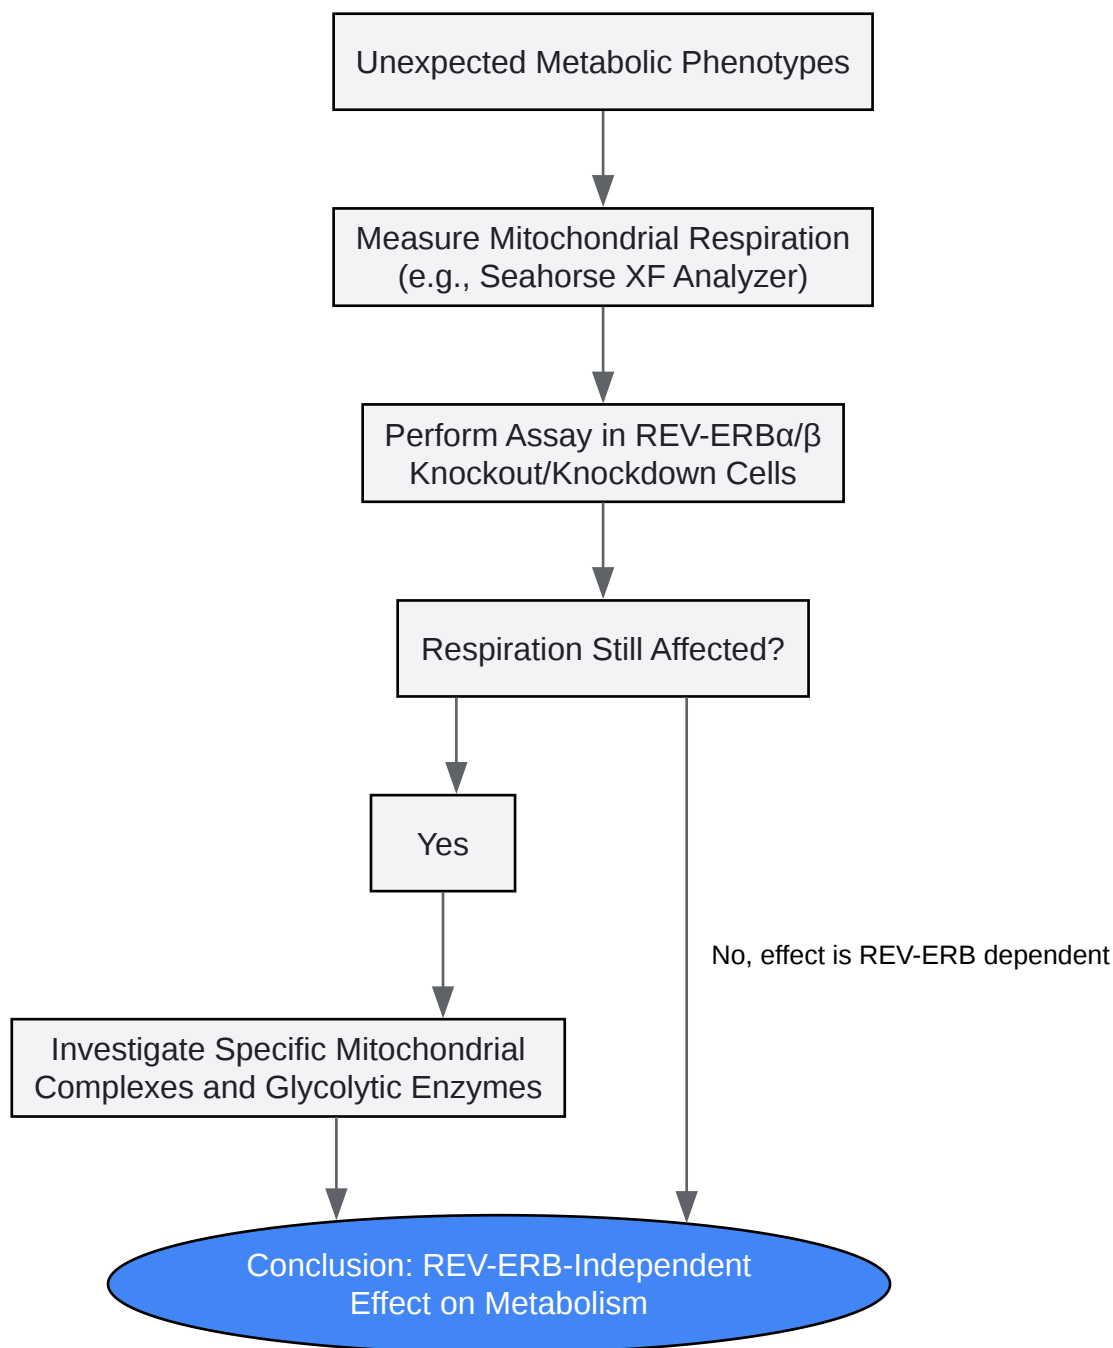 Unexpected Metabolic Phenotypes
Measure Mitochondrial Respiration
(e.g., Seahorse XF Analyzer)
Perform Assay in REV-ERBα/β
Knockout/Knockdown Cells
Respiration Still Affected?
Yes
No, effect is REV-ERB dependent
Investigate Specific Mitochondrial
Complexes and Glycolytic Enzymes
Conclusion: REV-ERB-Independent
Effect on Metabolism